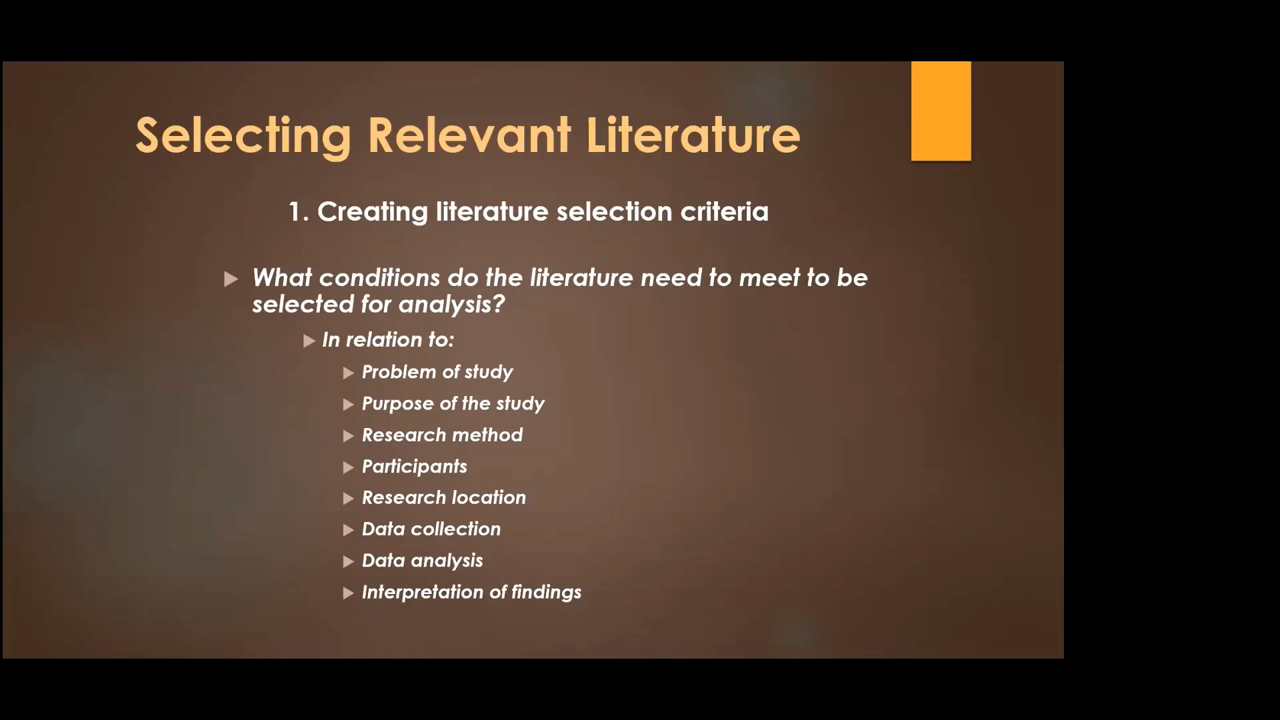 Selecting Relevant Literature
1. Creating literature selection criteria
What conditions do the literature need to meet to be
selected for analysis?
In relation to:
Problem of study
Purpose of the study
Research method
Participants
Research location
Data collection
Data analysis
Interpretation of findings